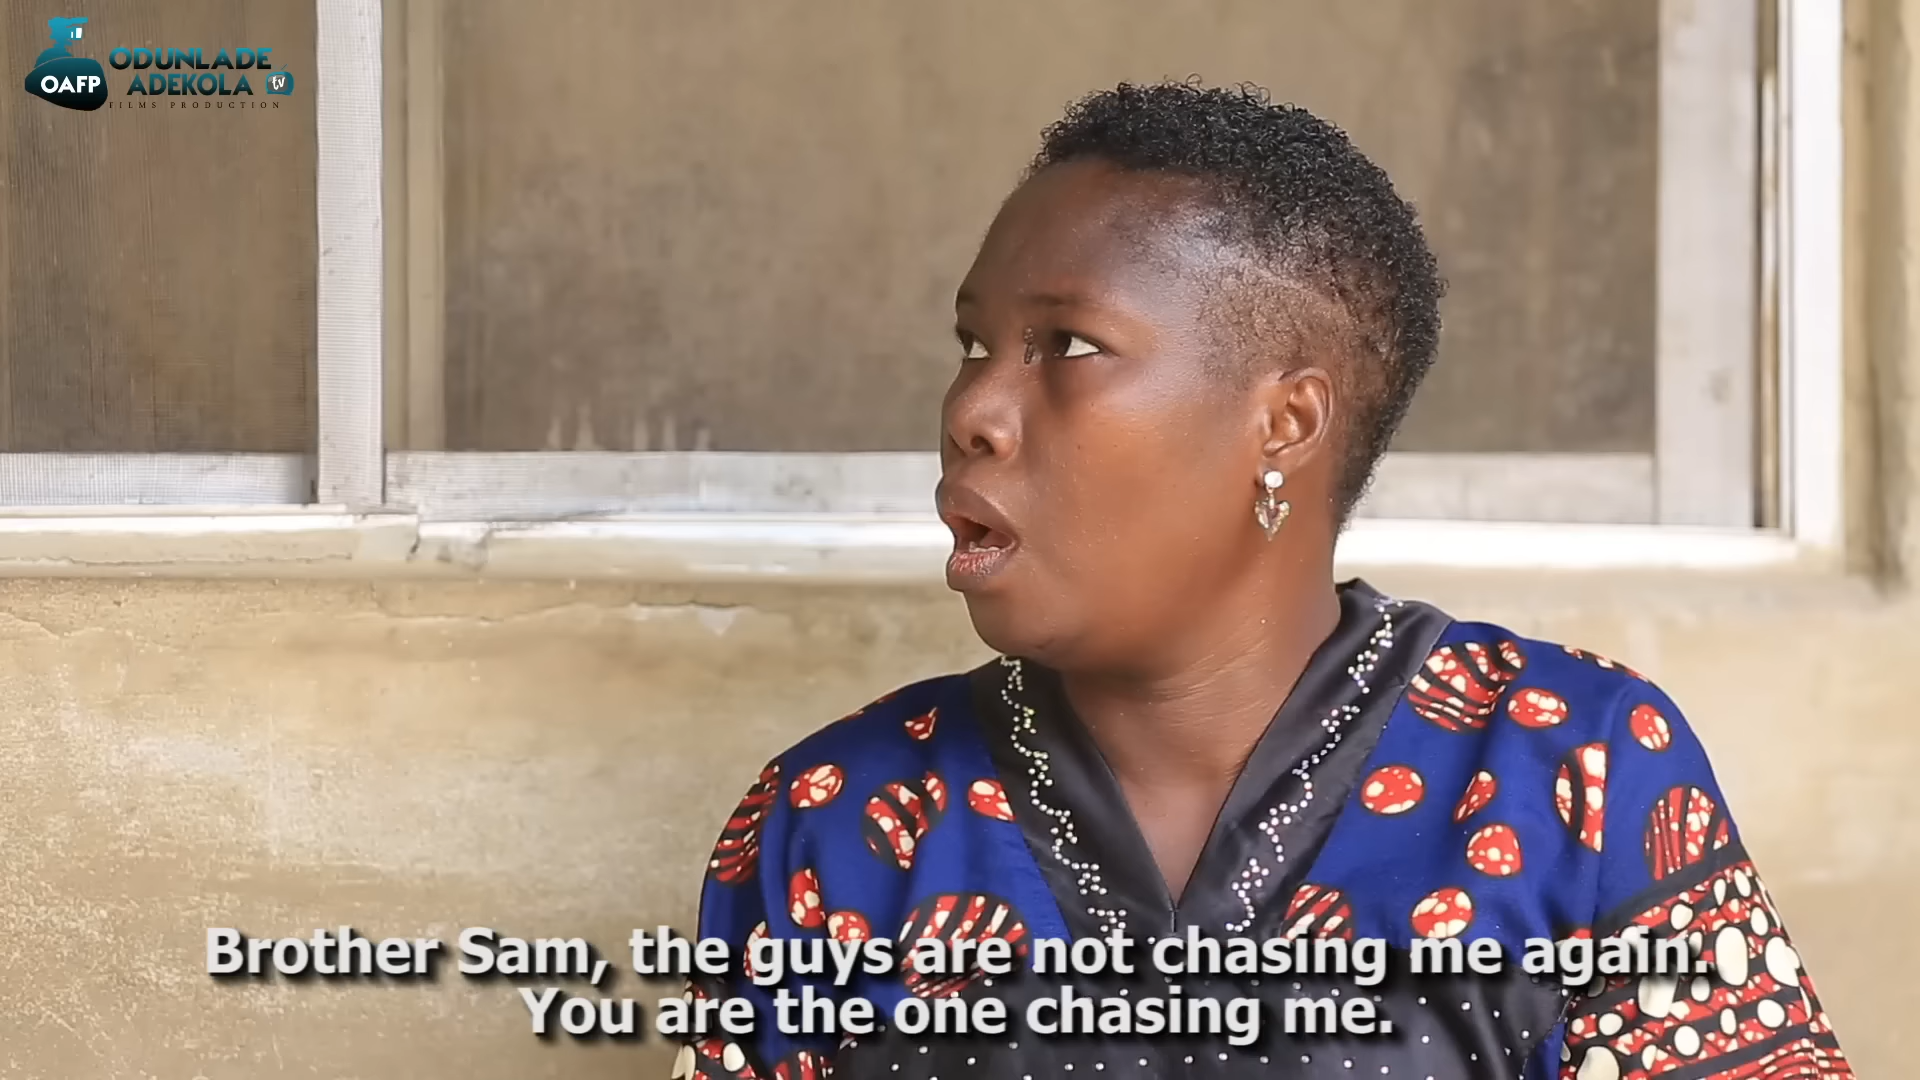 ODUNLADE
ADEKOLA tv
OAFP
FILMS PRODUCTION
Brother Sam, the guys are not chasing me again.
You are the one chasing me.